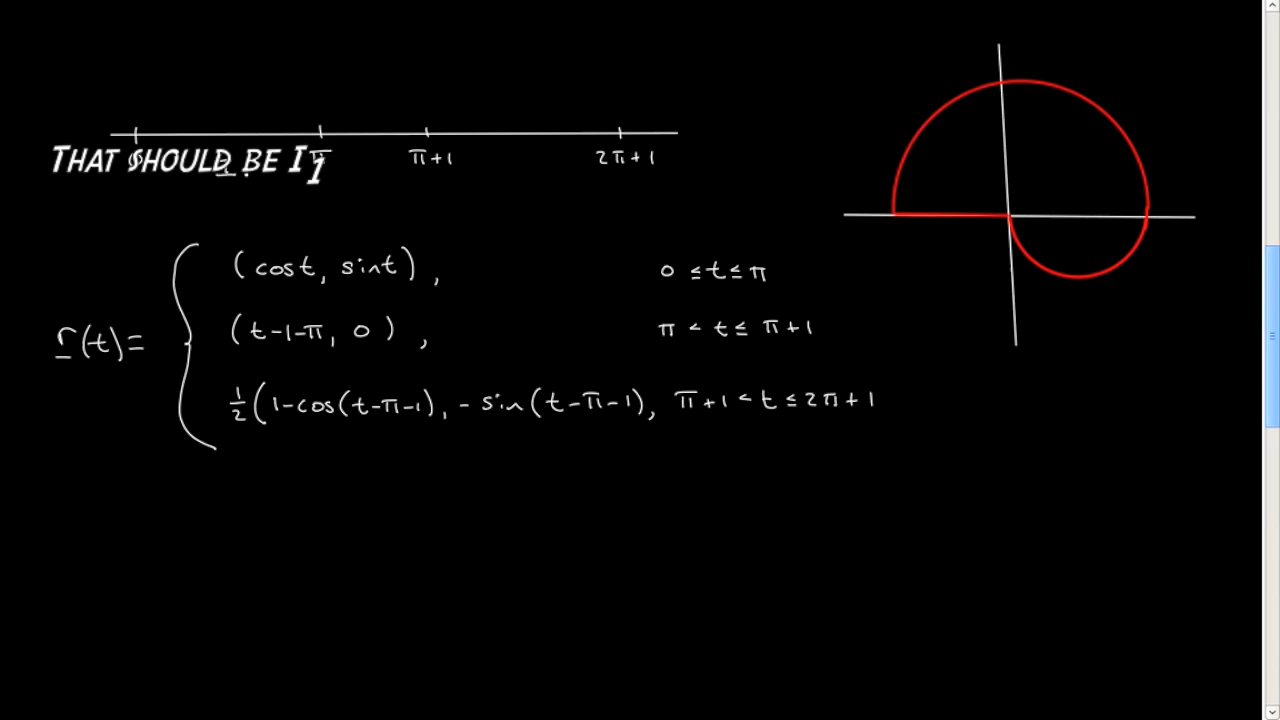 THAT SHOULD BE I
π π+1 2π+1
(cos t, sin t), 0 ≤ t ≤ π
r(t) = (t-1-π, 0), π < t ≤ π+1
1/2(1-cos(t-π-1), -sin(t-π-1), π+1 < t ≤ 2π+1